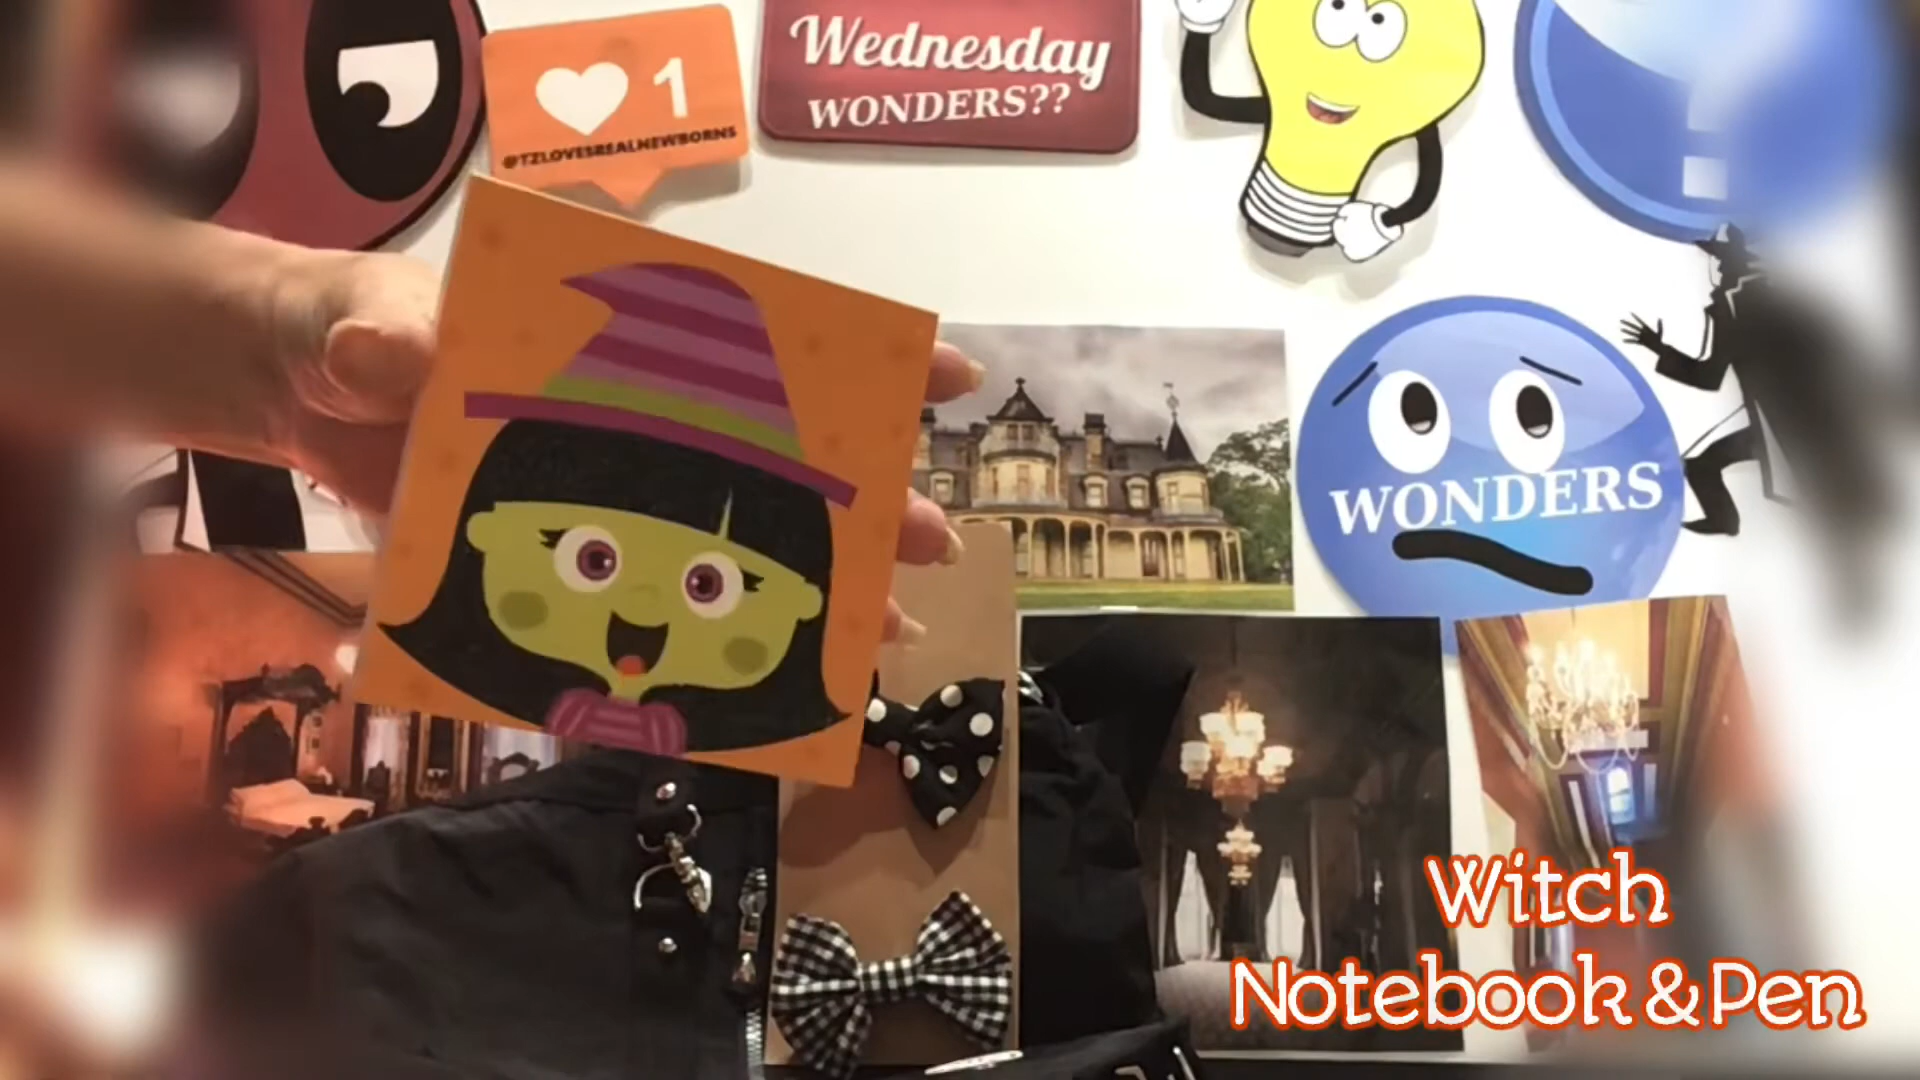 Wednesday
WONDERS??
1
@TZLOVESREALNEWBORNS
WONDERS
Witch
Notebook & Pen